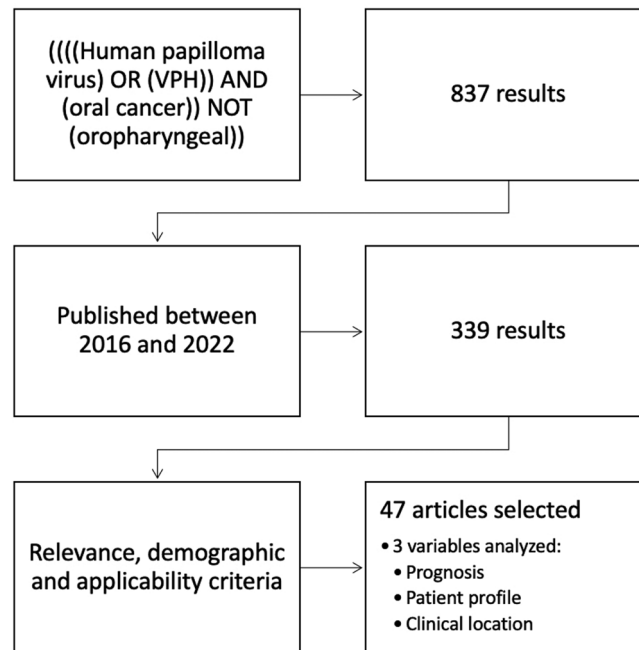 ((((Human papilloma
virus) OR (VPH)) AND
(oral cancer)) NOT
(oropharyngeal))
837 results
Published between
2016 and 2022
339 results
Relevance, demographic
and applicability criteria
47 articles selected
• 3 variables analyzed:
• Prognosis
• Patient profile
• Clinical location